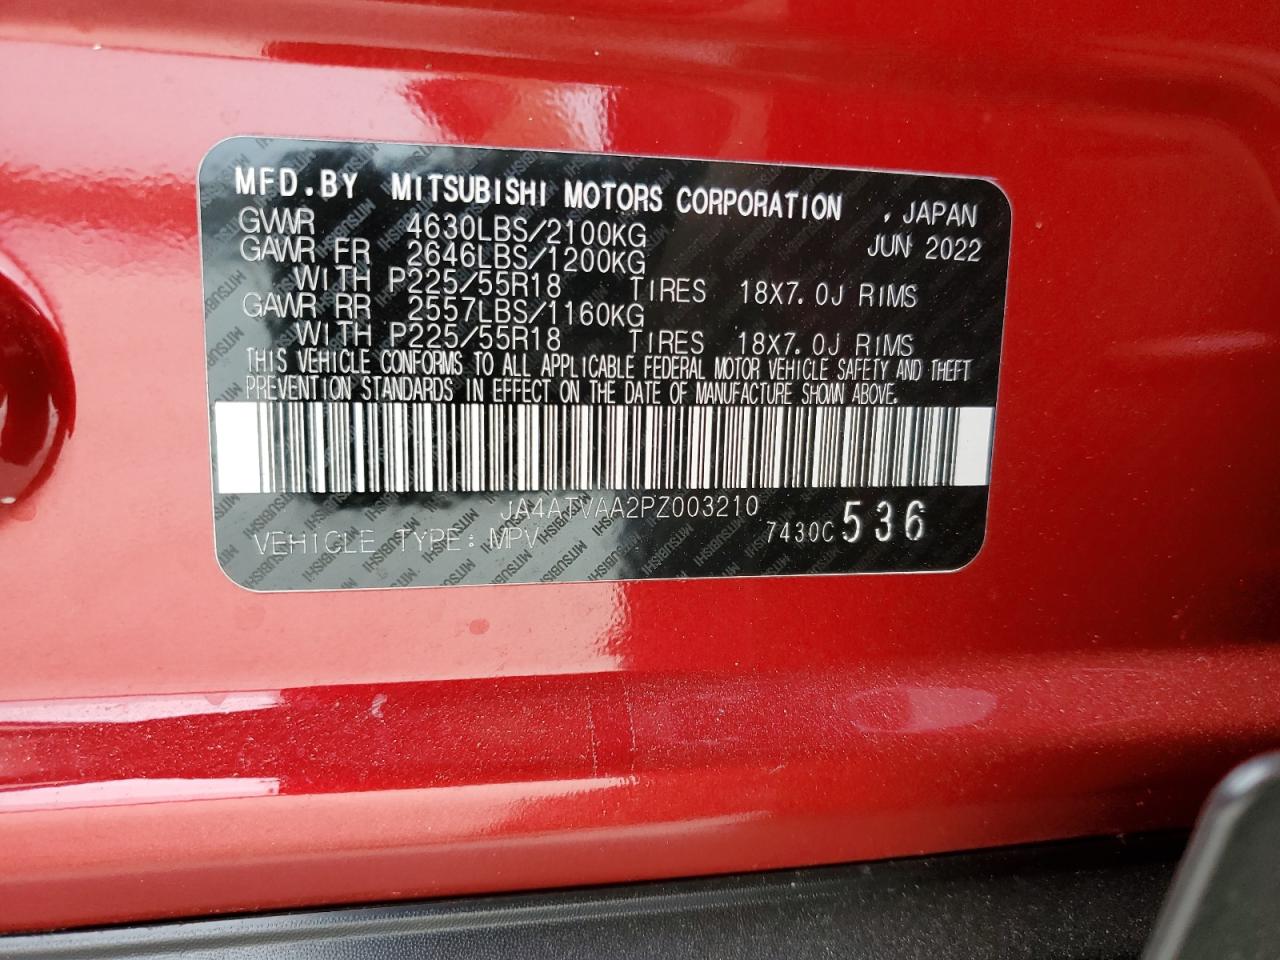 MFD.BY MITSUBISHI MOTORS CORPORATION , JAPAN
GVWR 4630LBS/2100KG JUN 2022
GAWR FR 2646LBS/1200KG
WITH P225/55R18 TIRES 18X7.0J RIMS
GAWR RR 2557LBS/1160KG
WITH P225/55R18 TIRES 18X7.0J RIMS
THIS VEHICLE CONFORMS TO ALL APPLICABLE FEDERAL MOTOR VEHICLE SAFETY AND THEFT
PREVENTION STANDARDS IN EFFECT ON THE DATE OF MANUFACTURE SHOWN ABOVE.
JA4ATVAA2PZ003210
VEHICLE TYPE: MPV 7430C 536